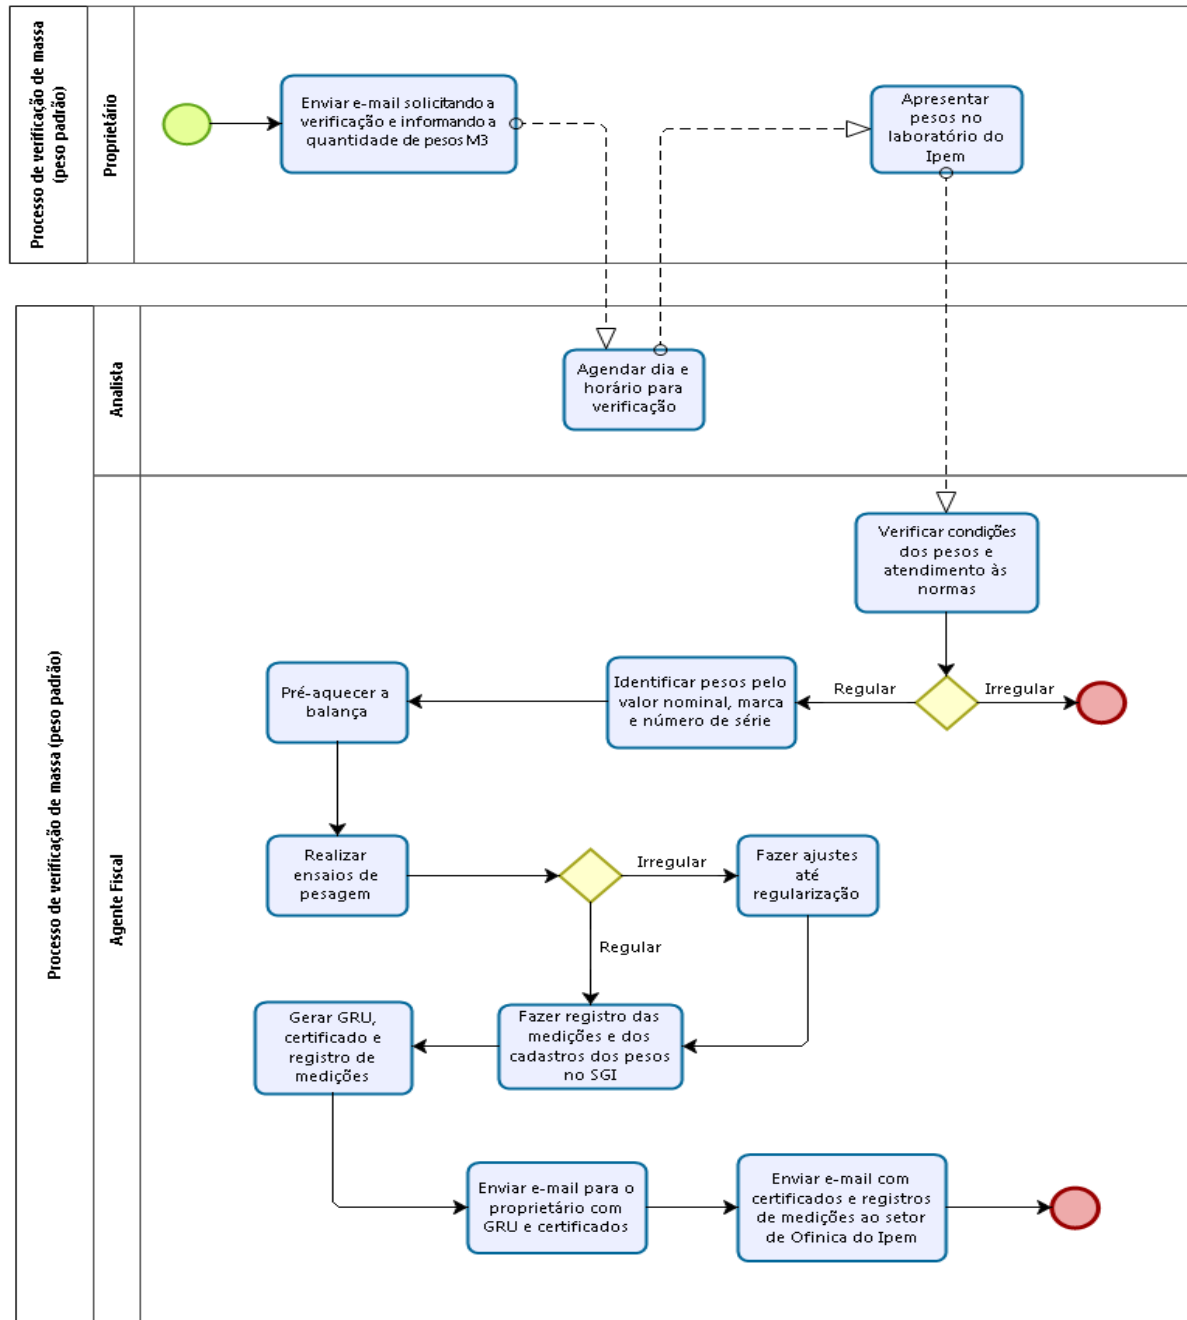 Processo de verificação de massa
(peso padrão)
Proprietário
Enviar e-mail solicitando a
verificação e informando a
quantidade de pesos M3
Apresentar
pesos no
laboratório do
Ipem
Processo de verificação de massa (peso padrão)
Analista
Agendar dia e
horário para
verificação
Agente Fiscal
Verificar condições
dos pesos e
atendimento às
normas
Regular
Irregular
Identificar pesos pelo
valor nominal, marca
e número de série
Pré-aquecer a
balança
Realizar
ensaios de
pesagem
Irregular
Regular
Fazer ajustes
até
regularização
Fazer registro das
medições e dos
cadastros dos pesos
no SGI
Gerar GRU,
certificado e
registro de
medições
Enviar e-mail para o
proprietário com
GRU e certificados
Enviar e-mail com
certificados e registros
de medições ao setor
de Ofinica do Ipem